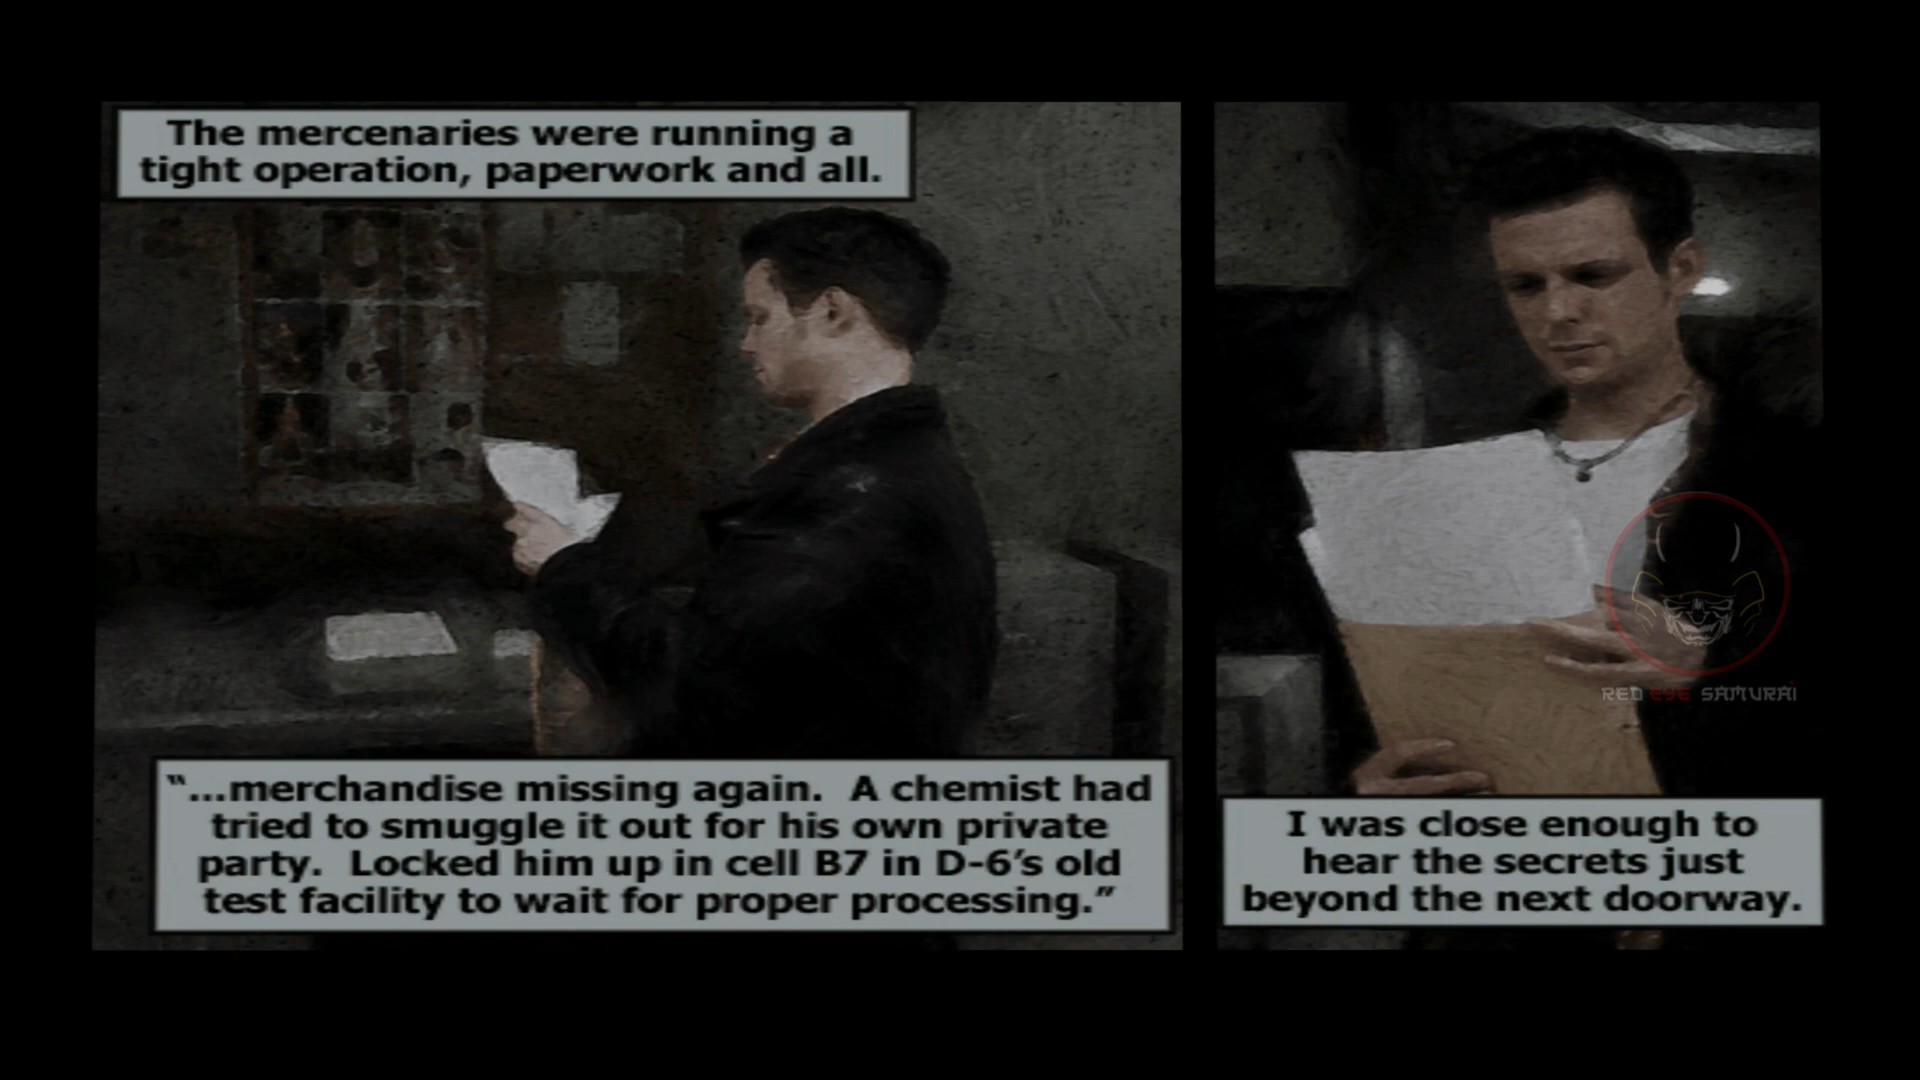 The mercenaries were running a
tight operation, paperwork and all.
“...merchandise missing again.  A chemist had
tried to smuggle it out for his own private
party.  Locked him up in cell B7 in D-6’s old
test facility to wait for proper processing.”
I was close enough to
hear the secrets just
beyond the next doorway.
RED EYE SAMURAI